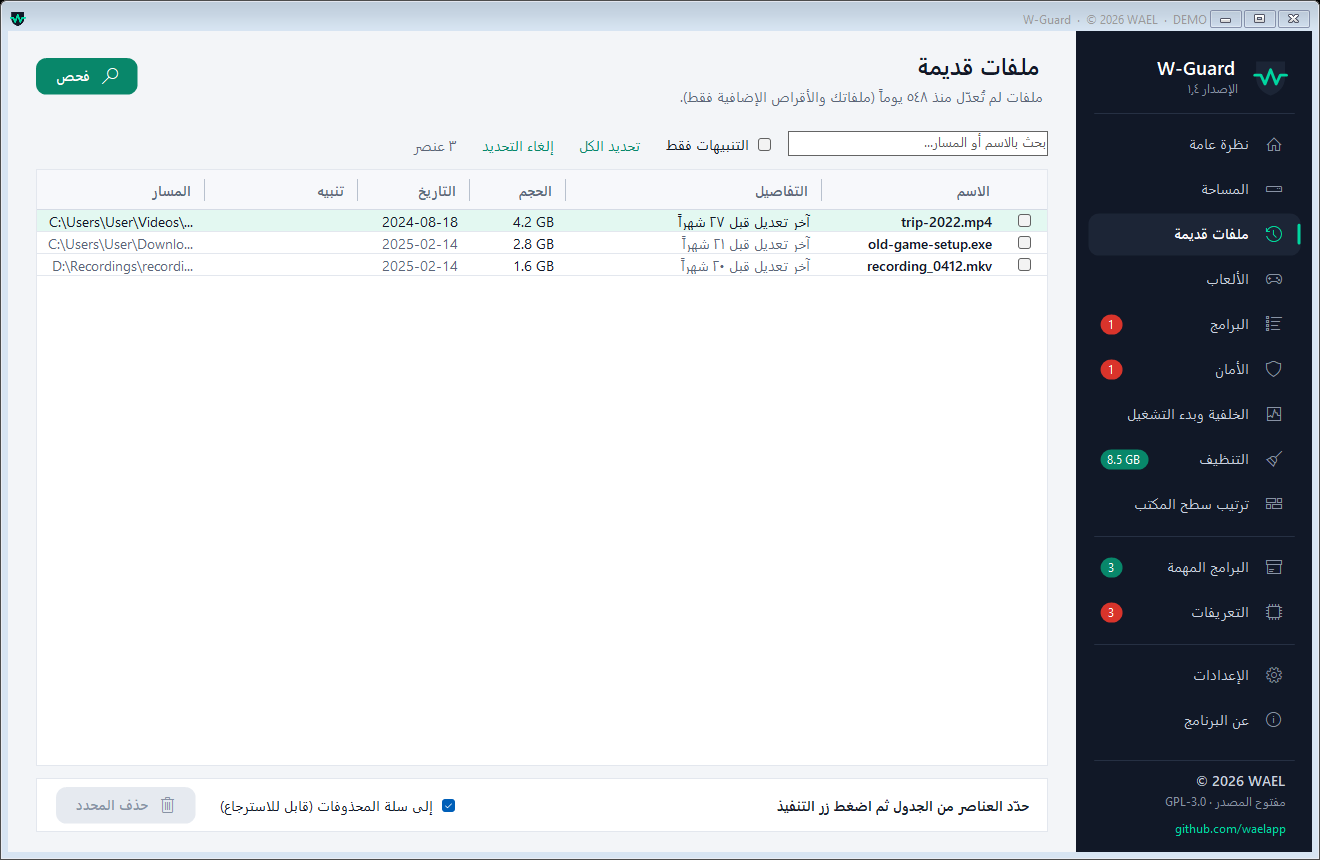 W-Guard · © 2026 WAEL · DEMO
W-Guard
الإصدار ١,٤
نظرة عامة
المساحة
ملفات قديمة
الألعاب
البرامج
1
الأمان
1
الخلفية وبدء التشغيل
التنظيف
8.5 GB
ترتيب سطح المكتب
البرامج المهمة
3
التعريفات
3
الإعدادات
عن البرنامج
© 2026 WAEL
مفتوح المصدر · GPL-3.0
github.com/waelapp
ملفات قديمة
ملفات لم تُعدّل منذ ٥٤٨ يوماً (ملفاتك والأقراص الإضافية فقط).
فحص
بحث بالاسم أو المسار...
التنبيهات فقط
تحديد الكل
إلغاء التحديد
٣ عنصر
الاسم التفاصيل الحجم التاريخ تنبيه المسار
trip-2022.mp4 آخر تعديل قبل ٢٧ شهراً 4.2 GB 2024-08-18 C:\Users\User\Videos\...
old-game-setup.exe آخر تعديل قبل ٢١ شهراً 2.8 GB 2025-02-14 C:\Users\User\Downlo...
recording_0412.mkv آخر تعديل قبل ٢٠ شهراً 1.6 GB 2025-02-14 D:\Recordings\recordi...
حدّد العناصر من الجدول ثم اضغط زر التنفيذ
إلى سلة المحذوفات (قابل للاسترجاع)
حذف المحدد